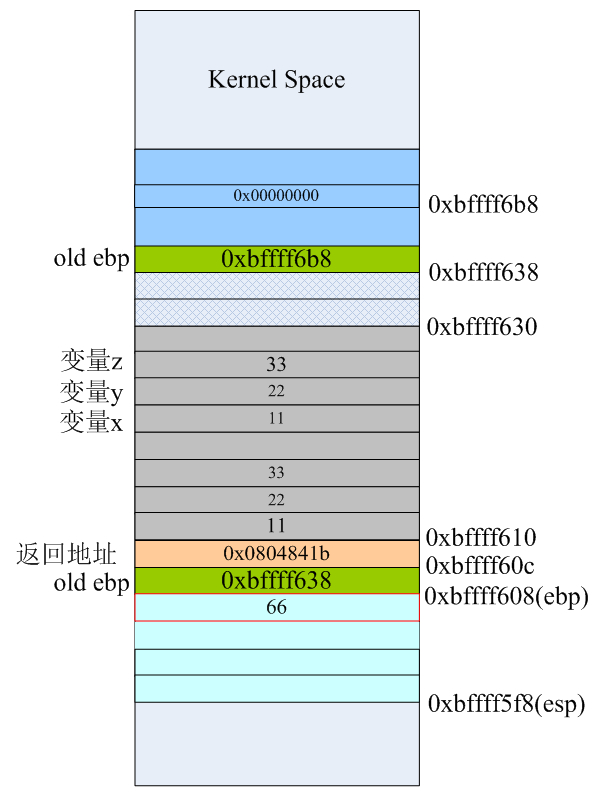 Kernel Space
0x00000000
0xbffff6b8
old ebp
0xbffff6b8
0xbffff638
0xbffff630
变量z
33
变量y
22
变量x
11
33
22
11
0xbffff610
返回地址
0x0804841b
0xbffff60c
old ebp
0xbffff638
0xbffff608(ebp)
66
0xbffff5f8(esp)